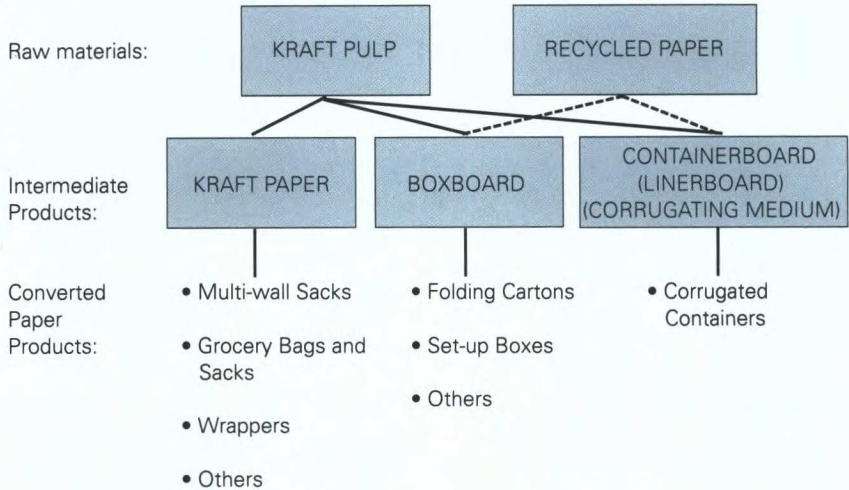 Raw materials:
KRAFT PULP
RECYCLED PAPER
Intermediate
Products:
KRAFT PAPER
BOXBOARD
CONTAINERBOARD
(LINERBOARD)
(CORRUGATING MEDIUM)
Converted
Paper
Products:
• Multi-wall Sacks
• Grocery Bags and
Sacks
• Wrappers
• Others
• Folding Cartons
• Set-up Boxes
• Others
• Corrugated
Containers